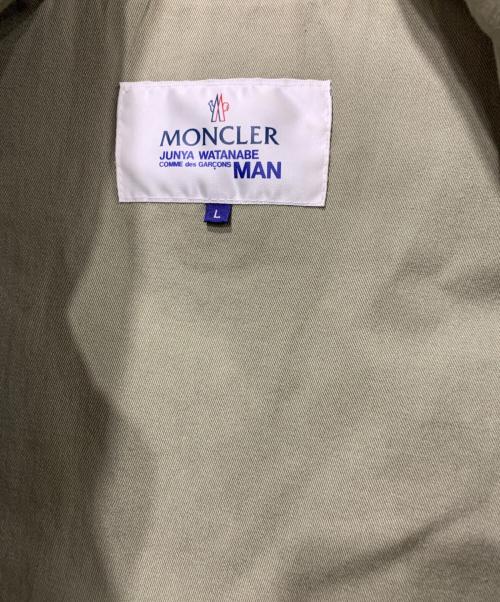 MONCLER
JUNYA WATANABE
COMME des GARÇONS MAN
L